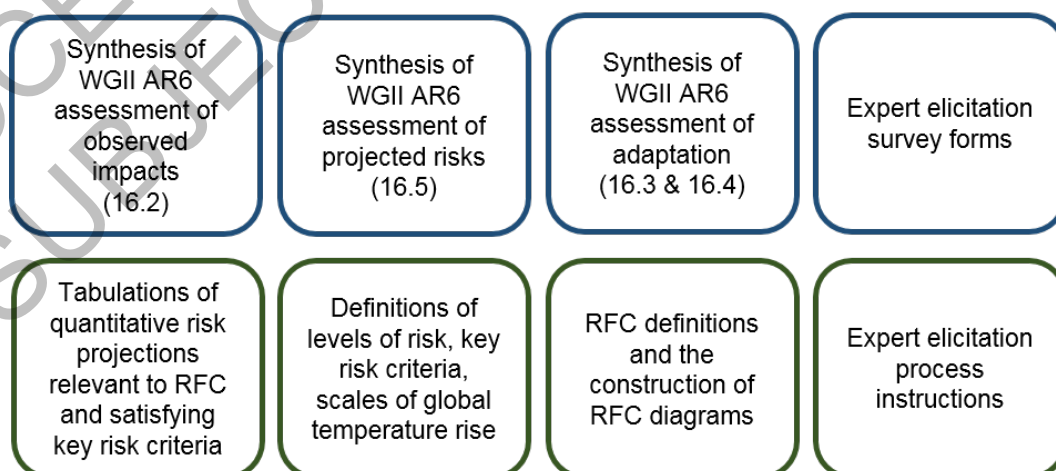 Synthesis of
WGII AR6
assessment of
observed
impacts
(16.2)
Synthesis of
WGII AR6
assessment of
projected risks
(16.5)
Synthesis of
WGII AR6
assessment of
adaptation
(16.3 & 16.4)
Expert elicitation
survey forms
Tabulations of
quantitative risk
projections
relevant to RFC
and satisfying
key risk criteria
Definitions of
levels of risk, key
risk criteria,
scales of global
temperature rise
RFC definitions
and the
construction of
RFC diagrams
Expert elicitation
process
instructions